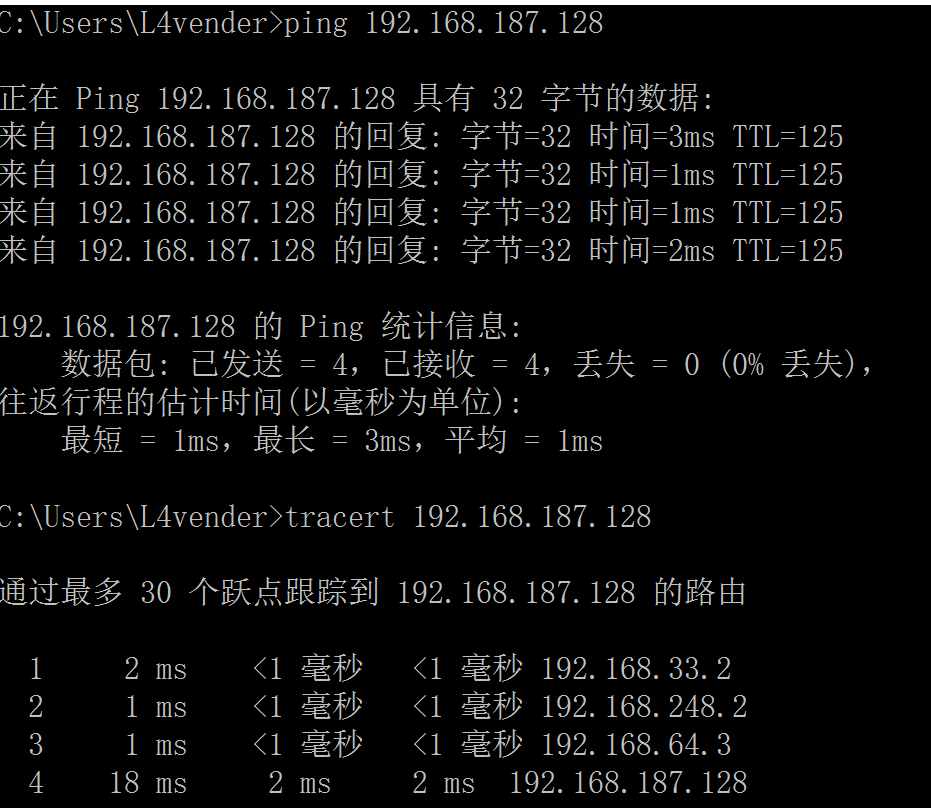 C:\Users\L4vender>ping 192.168.187.128
正在 Ping 192.168.187.128 具有 32 字节的数据:
来自 192.168.187.128 的回复: 字节=32 时间=3ms TTL=125
来自 192.168.187.128 的回复: 字节=32 时间=1ms TTL=125
来自 192.168.187.128 的回复: 字节=32 时间=1ms TTL=125
来自 192.168.187.128 的回复: 字节=32 时间=2ms TTL=125
192.168.187.128 的 Ping 统计信息:
数据包: 已发送 = 4，已接收 = 4，丢失 = 0 (0% 丢失)，
往返行程的估计时间(以毫秒为单位):
最短 = 1ms，最长 = 3ms，平均 = 1ms
C:\Users\L4vender>tracert 192.168.187.128
通过最多 30 个跃点跟踪到 192.168.187.128 的路由
1 2 ms <1 毫秒 <1 毫秒 192.168.33.2
2 1 ms <1 毫秒 <1 毫秒 192.168.248.2
3 1 ms <1 毫秒 <1 毫秒 192.168.64.3
4 18 ms 2 ms 2 ms 192.168.187.128